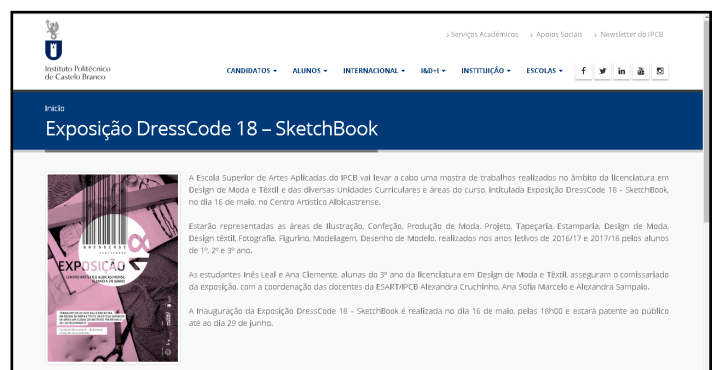 Serviços Académicos
Apoios Sociais
Newsletter do IPCB
Instituto Politécnico
de Castelo Branco
CANDIDATOS
ALUNOS
INTERNACIONAL
I&D+I
INSTITUIÇÃO
ESCOLAS
Início
Exposição DressCode 18 – SketchBook
A Escola Superior de Artes Aplicadas do IPCB vai levar a cabo uma mostra de trabalhos realizados no âmbito da licenciatura em
Design de Moda e Têxtil e das diversas Unidades Curriculares e áreas do curso, intitulada Exposição DressCode 18 – SketchBook,
no dia 16 de maio, no Centro Artístico Albicastrense.
Estarão representadas as áreas de Ilustração, Confeção, Produção de Moda, Projeto, Tapeçaria, Estamparia, Design de Moda,
Design têxtil, Fotografia, Figurino, Modelagem, Desenho de Modelo, realizados nos anos letivos de 2016/17 e 2017/18 pelos alunos
de 1º, 2º e 3º ano.
As estudantes Inês Leal e Ana Clemente, alunas do 3º ano da licenciatura em Design de Moda e Têxtil, asseguram o comissariado
da exposição, com a coordenação das docentes da ESART/IPCB Alexandra Cruchinho, Ana Sofia Marcelo e Alexandra Sampaio.
A Inauguração da Exposição DressCode 18 – SketchBook é realizada no dia 16 de maio, pelas 18h00 e estará patente ao público
até ao dia 29 de junho.
DRESSCODE
18
EXPOSIÇÃO